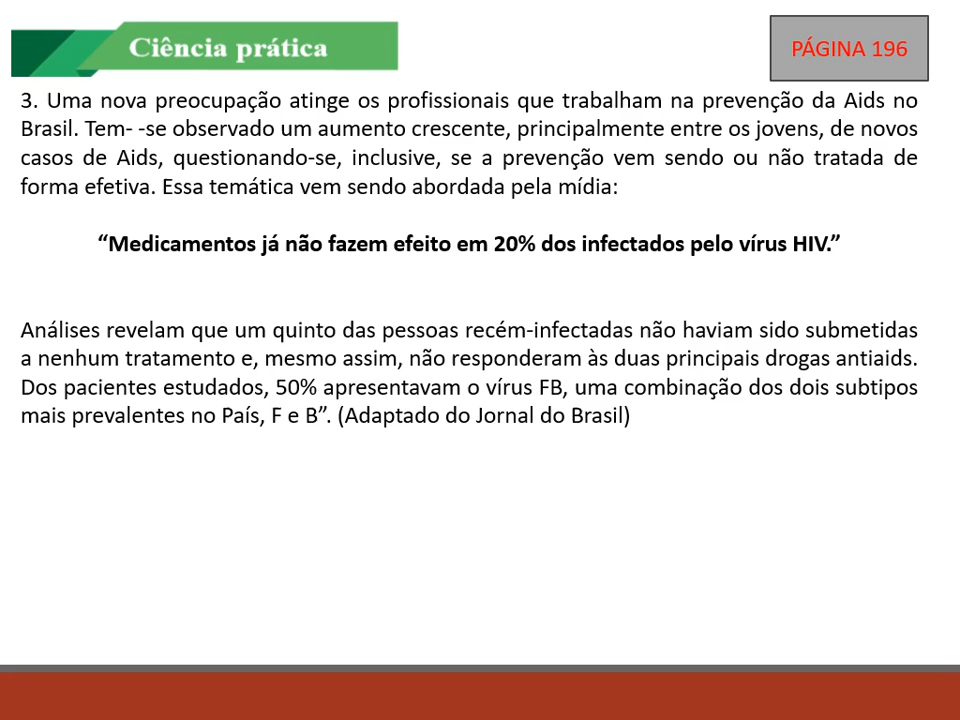 Ciência prática
PÁGINA 196
3. Uma nova preocupação atinge os profissionais que trabalham na prevenção da Aids no
Brasil. Tem- -se observado um aumento crescente, principalmente entre os jovens, de novos
casos de Aids, questionando-se, inclusive, se a prevenção vem sendo ou não tratada de
forma efetiva. Essa temática vem sendo abordada pela mídia:
“Medicamentos já não fazem efeito em 20% dos infectados pelo vírus HIV.”
Análises revelam que um quinto das pessoas recém-infectadas não haviam sido submetidas
a nenhum tratamento e, mesmo assim, não responderam às duas principais drogas antiaids.
Dos pacientes estudados, 50% apresentavam o vírus FB, uma combinação dos dois subtipos
mais prevalentes no País, F e B”. (Adaptado do Jornal do Brasil)